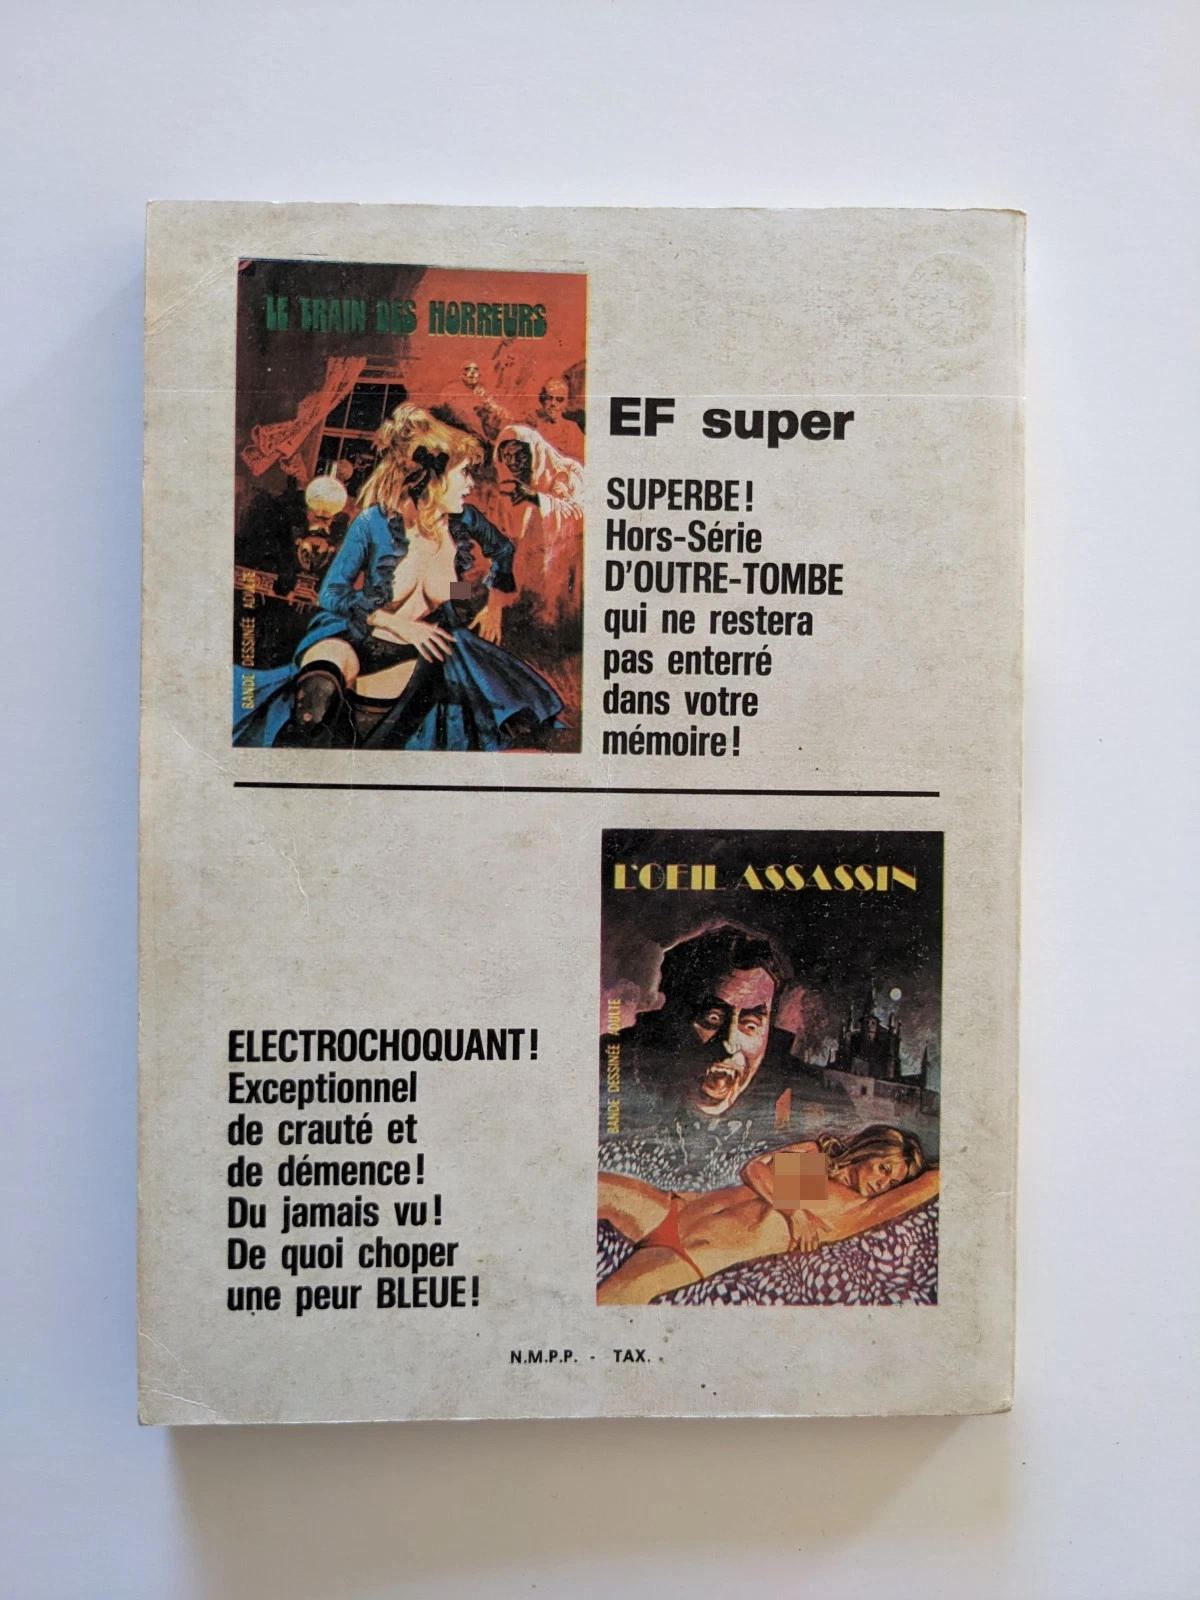 LE TRAIN DES HORREURS
BANDE DESSINÉE ADULTE
EF super
SUPERBE!
Hors-Série
D'OUTRE-TOMBE
qui ne restera
pas enterré
dans votre
mémoire!
L'OEIL ASSASSIN
BANDE DESSINÉE ADULTE
ELECTROCHOQUANT!
Exceptionnel
de crauté et
de démence!
Du jamais vu!
De quoi choper
une peur BLEUE!
N.M.P.P. - TAX.